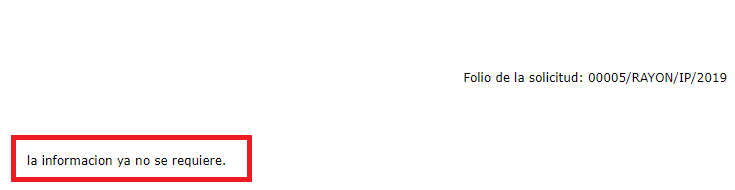 Folio de la solicitud: 00005/RAYON/IP/2019
la informacion ya no se requiere.